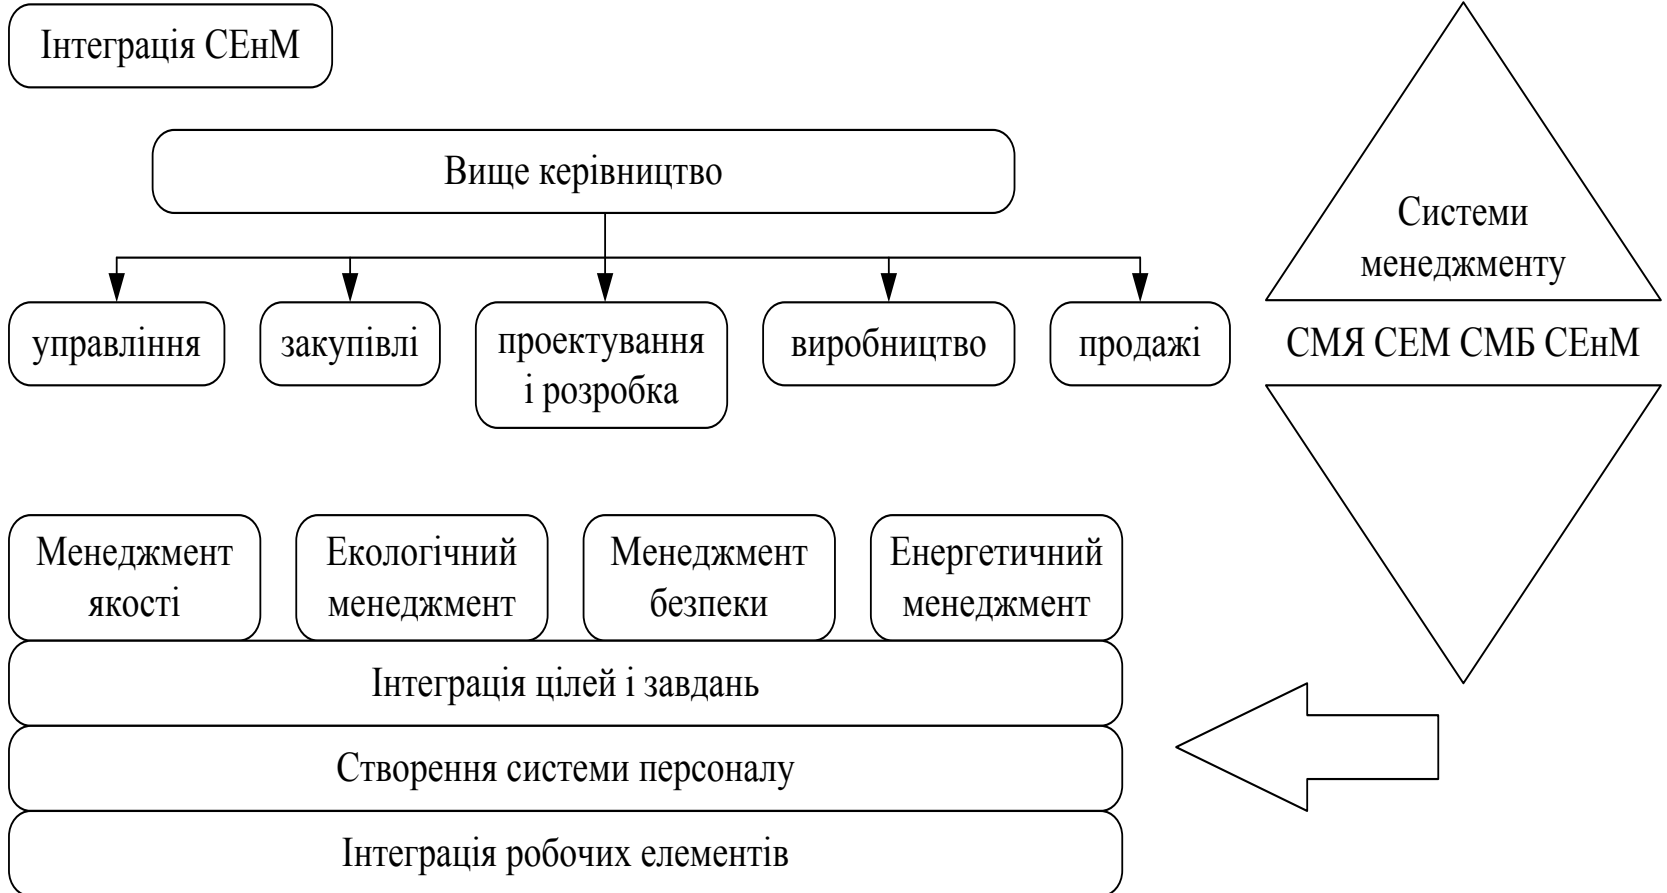 Інтеграція СЕнМ
Вище керівництво
управління
закупівлі
проектування
і розробка
виробництво
продажі
Системи
менеджменту
СМЯ СЕМ СМБ СЕнМ
Менеджмент
якості
Екологічний
менеджмент
Менеджмент
безпеки
Енергетичний
менеджмент
Інтеграція цілей і завдань
Створення системи персоналу
Інтеграція робочих елементів